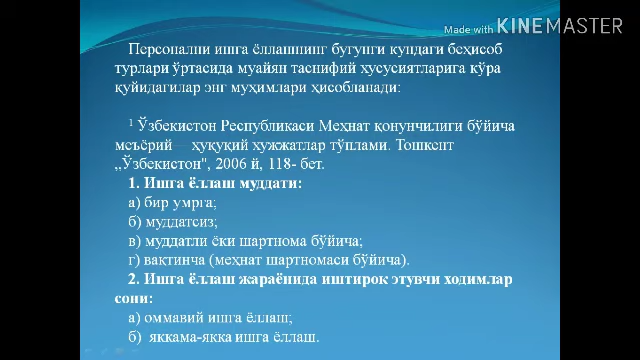 Made with KINEMASTER
Персонални ишга ёллашнинг бугунги кундаги беҳисоб
турлари ўртасида муайян таснифий хусусиятларига кўра
қуйидагилар энг муҳимлари ҳисобланади:
¹ Ўзбекистон Республикаси Меҳнат қонунчилиги бўйича
меъёрий— ҳуқуқий хужжатлар тўплами. Тошкент
„Ўзбекистон", 2006 й, 118- бет.
1. Ишга ёллаш муддати:
а) бир умрга;
б) муддатсиз;
в) муддатли ёки шартнома бўйича;
г) вақтинча (меҳнат шартномаси бўйича).
2. Ишга ёллаш жараёнида иштирок этувчи ходимлар
сони:
а) оммавий ишга ёллаш;
б) яккама-якка ишга ёллаш.